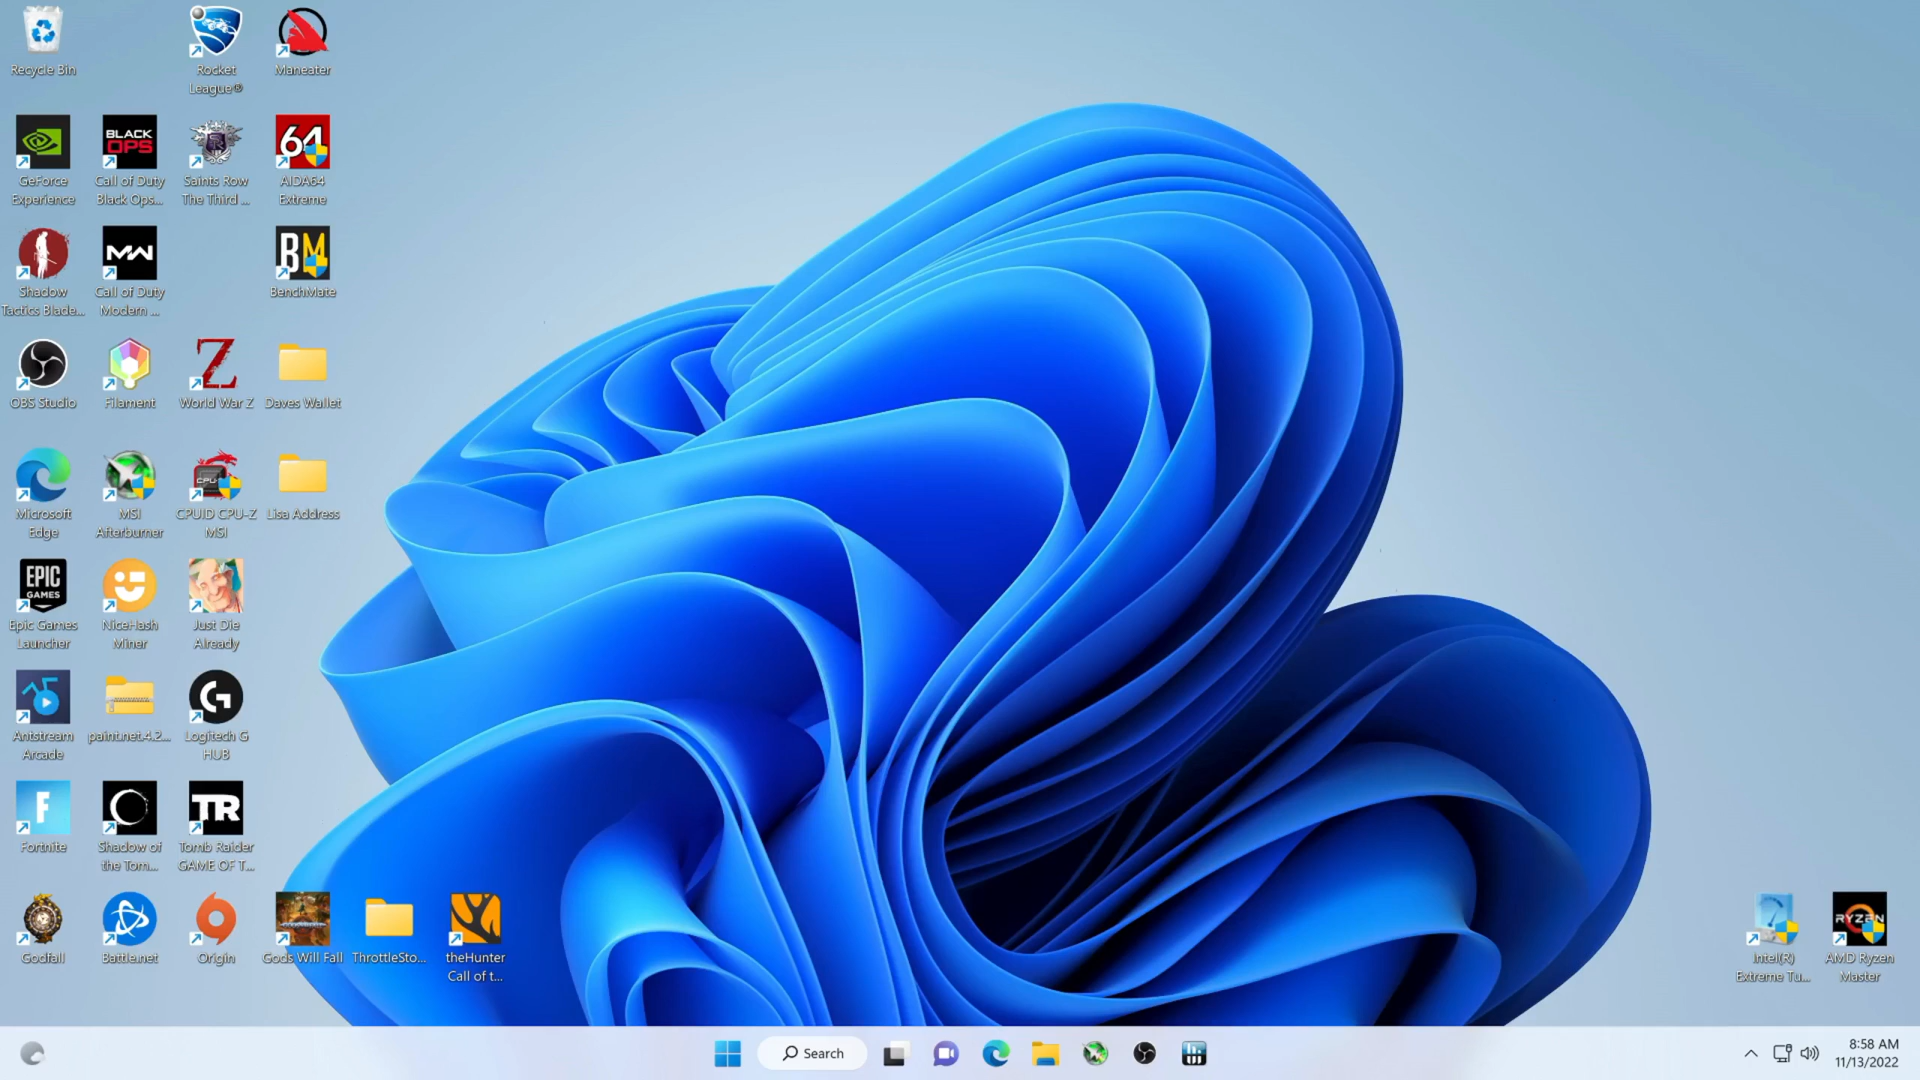 Recycle Bin
Rocket
League®
Maneater
GeForce
Experience
BLACK
OPS
Call of Duty
Black Ops...
Saints Row
The Third ...
64
AIDA64
Extreme
Shadow
Tactics Blade...
MW
Call of Duty
Modern ...
BM
BenchMate
OBS Studio
Filament
Z
World War Z
Daves Wallet
Microsoft
Edge
MSI
Afterburner
CPU
CPUID CPU-Z
MSI
Lisa Address
EPIC
GAMES
Epic Games
Launcher
NiceHash
Miner
Just Die
Already
Antstream
Arcade
paint.net.4.2...
G
Logitech G
HUB
F
Fortnite
Shadow of
the Tom...
TR
Tomb Raider
GAME OF T...
Godfall
Battle.net
Origin
Gods Will Fall
ThrottleSto...
theHunter
Call of t...
Intel(R)
Extreme Tu...
RYZEN
AMD Ryzen
Master
Search
8:58 AM
11/13/2022